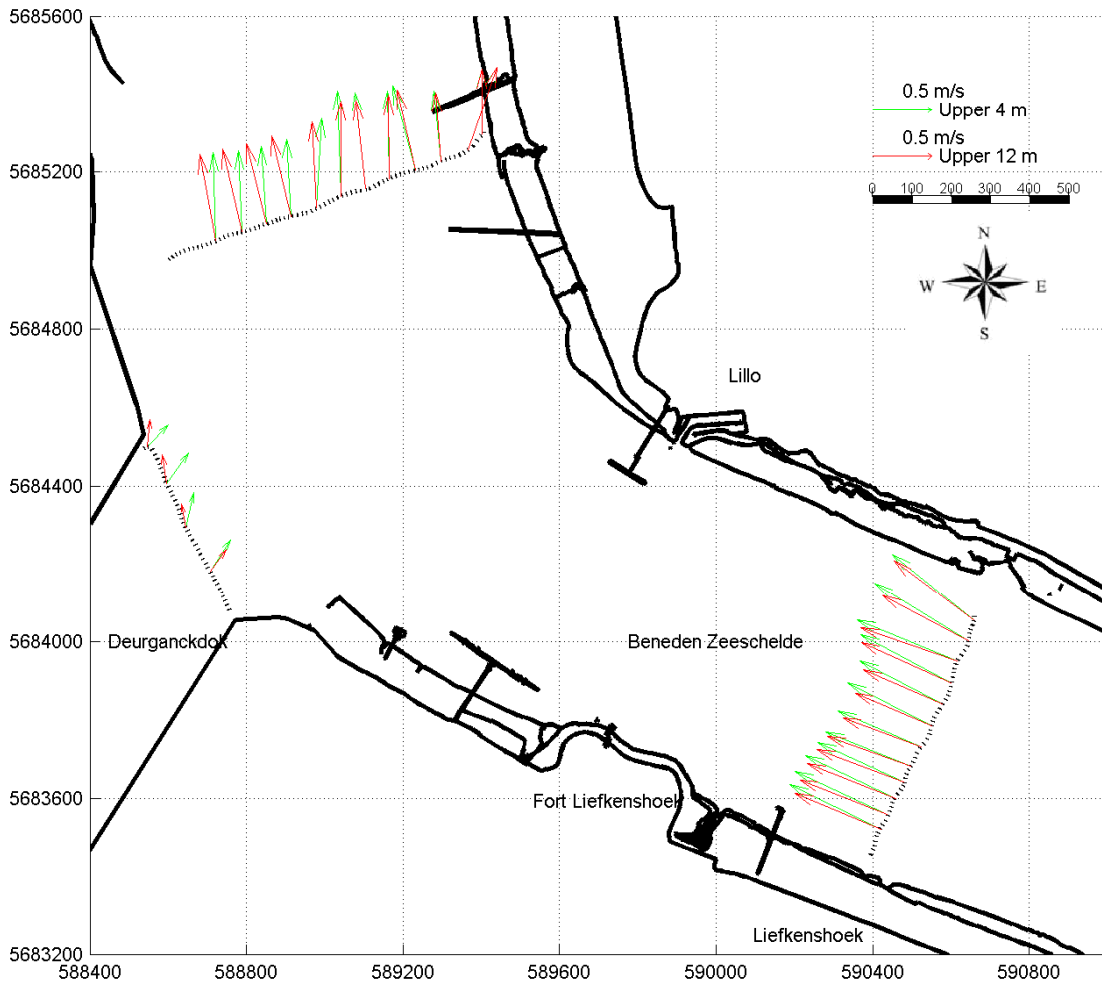 5685600
5685200
5684800
5684400
5684000
5683600
5683200
588400
588800
589200
589600
590000
590400
590800
0.5 m/s
Upper 4 m
0.5 m/s
Upper 12 m
0 100 200 300 400 500
N
W E
S
Lillo
Deurganckdok
Beneden Zeeschelde
Fort Liefkenshoek
Liefkenshoek